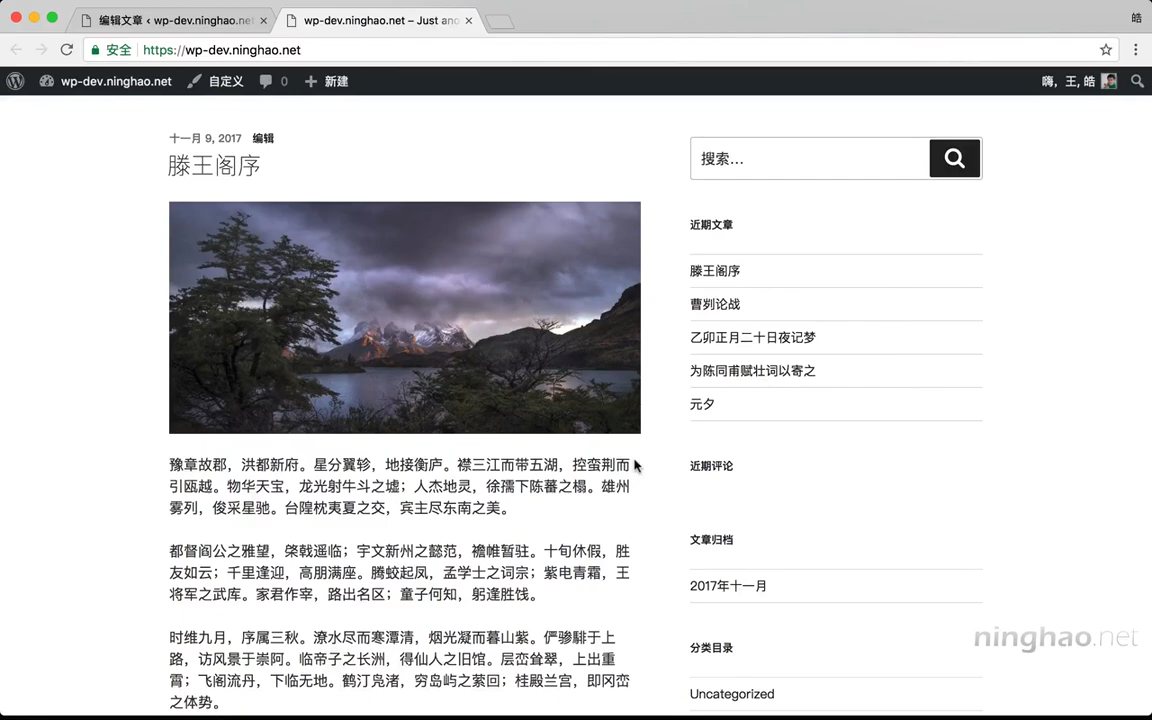 编辑文章 ‹ wp-dev.ninghao.net
wp-dev.ninghao.net – Just ano
皓
安全
https://wp-dev.ninghao.net
wp-dev.ninghao.net
自定义
0
新建
嗨，王, 皓
十一月 9, 2017
编辑
滕王阁序
豫章故郡，洪都新府。星分翼轸，地接衡庐。襟三江而带五湖，控蛮荆而
引瓯越。物华天宝，龙光射牛斗之墟；人杰地灵，徐孺下陈蕃之榻。雄州
雾列，俊采星驰。台隍枕夷夏之交，宾主尽东南之美。
都督阎公之雅望，棨戟遥临；宇文新州之懿范，襜帷暂驻。十旬休假，胜
友如云；千里逢迎，高朋满座。腾蛟起凤，孟学士之词宗；紫电青霜，王
将军之武库。家君作宰，路出名区；童子何知，躬逢胜饯。
时维九月，序属三秋。潦水尽而寒潭清，烟光凝而暮山紫。俨骖騑于上
路，访风景于崇阿。临帝子之长洲，得仙人之旧馆。层峦耸翠，上出重
霄；飞阁流丹，下临无地。鹤汀凫渚，穷岛屿之萦回；桂殿兰宫，即冈峦
之体势。
搜索…
近期文章
滕王阁序
曹刿论战
乙卯正月二十日夜记梦
为陈同甫赋壮词以寄之
元夕
近期评论
文章归档
2017年十一月
分类目录
Uncategorized
ninghao.net